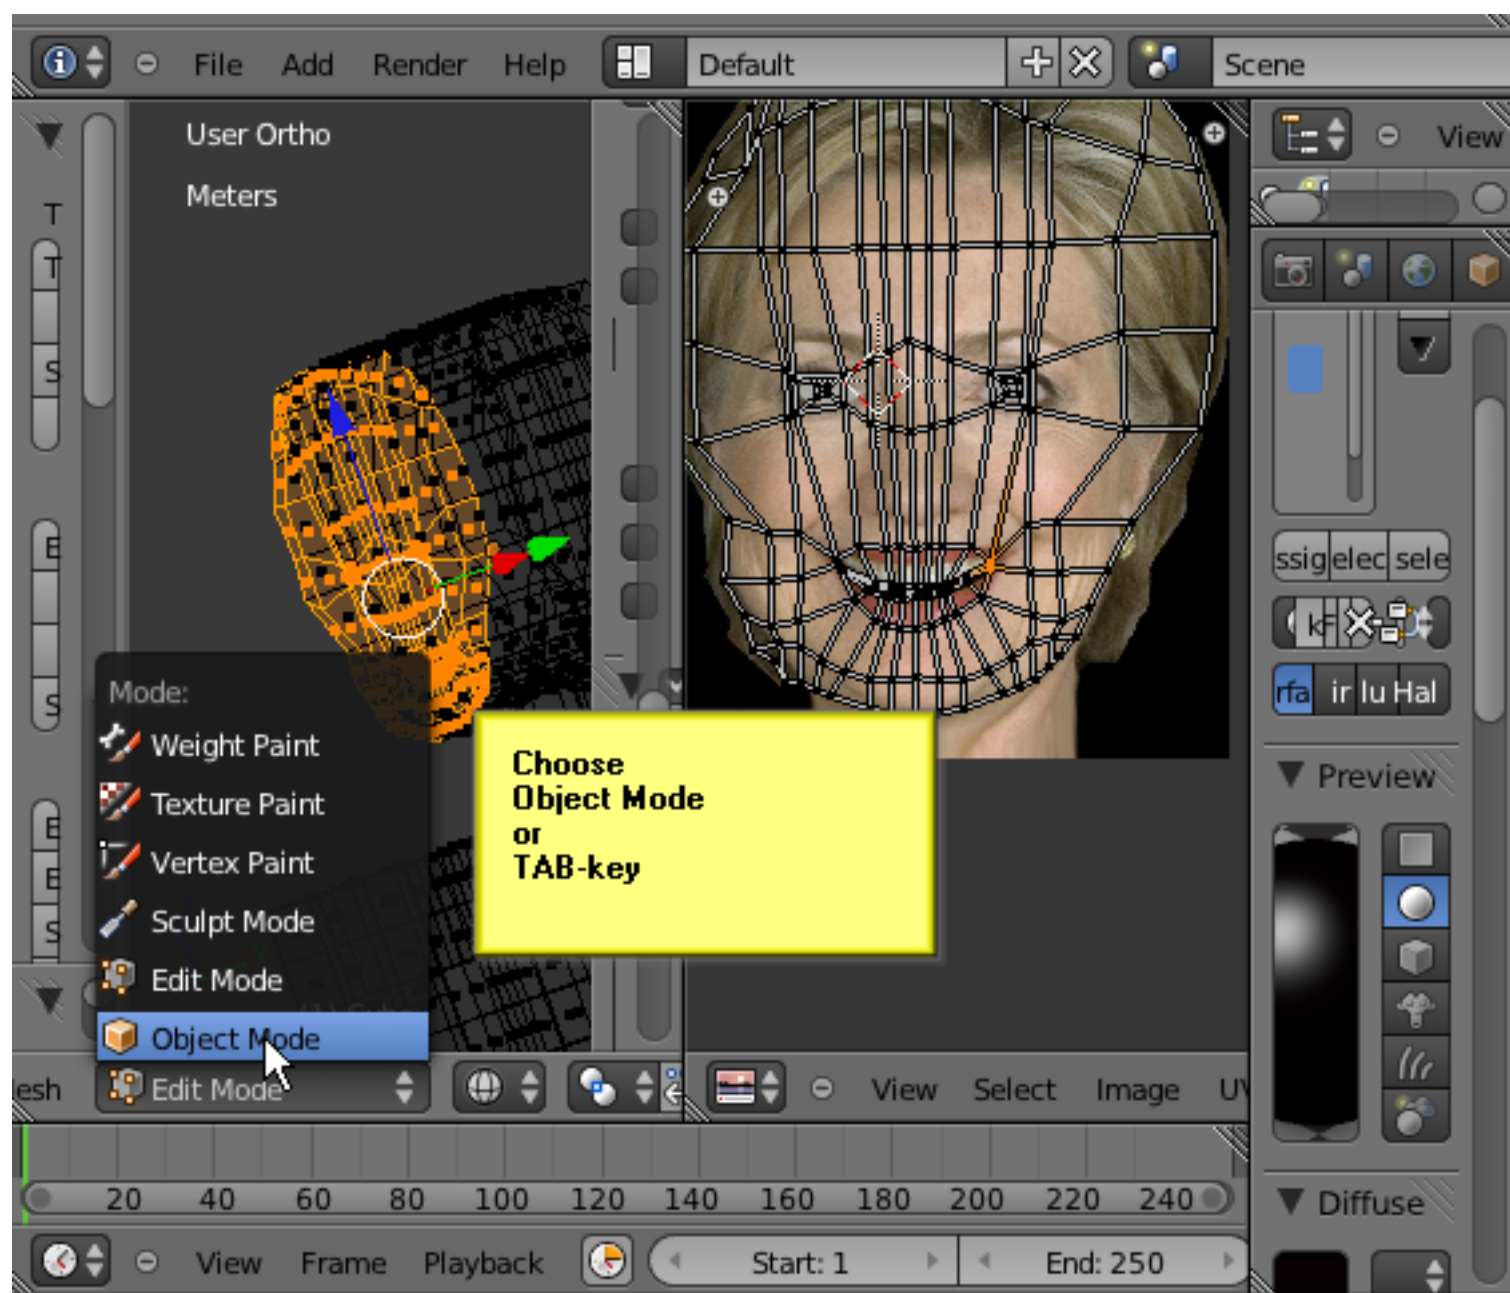 File Add Render Help Default Scene
View
User Ortho
Meters
T
T
S
E
S
E
E
S
ssig elec sele
kF
rfa ir lu Hal
Preview
Mode:
Weight Paint
Texture Paint
Vertex Paint
Sculpt Mode
Edit Mode
Object Mode
Choose
Object Mode
or
TAB-key
esh Edit Mode View Select Image UV
20 40 60 80 100 120 140 160 180 200 220 240
Diffuse
View Frame Playback Start: 1 End: 250